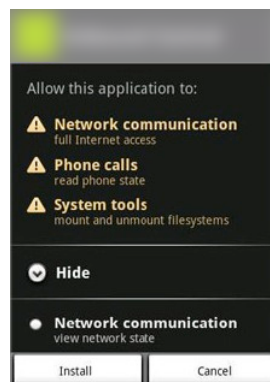 Allow this application to:
Network communication
full Internet access
Phone calls
read phone state
System tools
mount and unmount filesystems
Hide
Network communication
view network state
Install Cancel